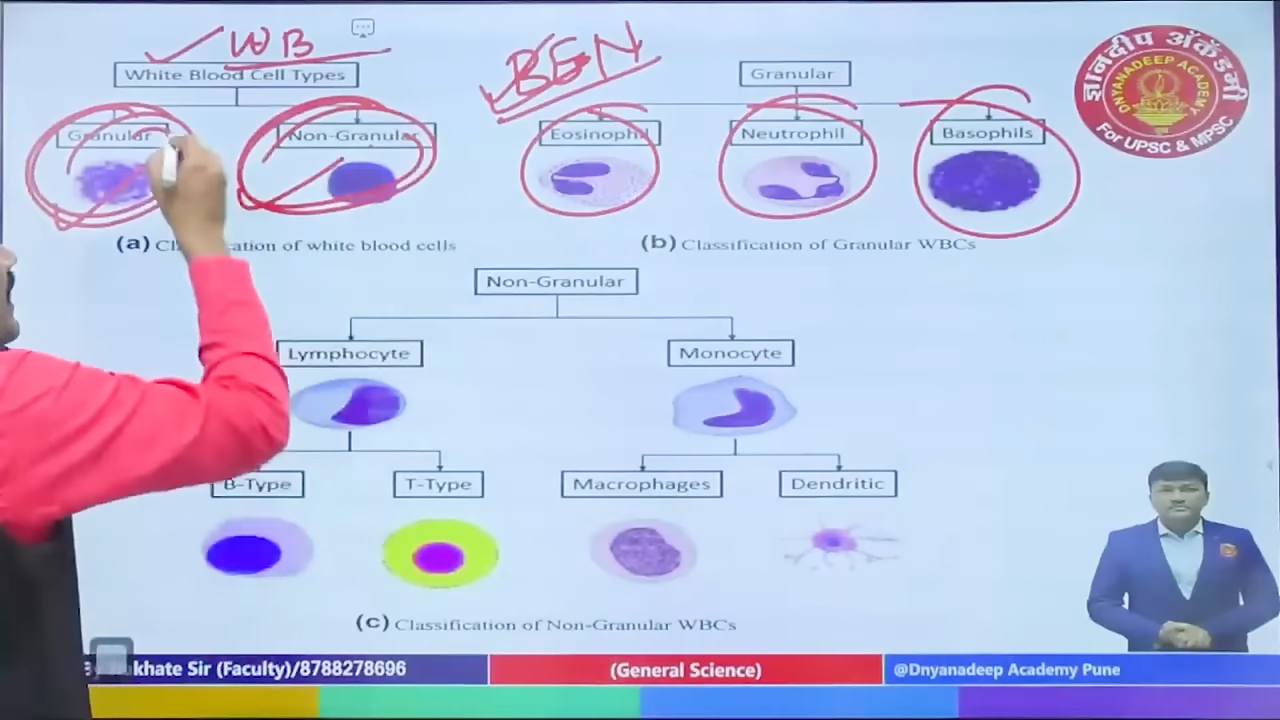 WB
BEN
White Blood Cell Types
Granular
Non-Granular
(a) Classification of white blood cells
Granular
Eosinophil
Neutrophil
Basophils
(b) Classification of Granular WBCs
Non-Granular
Lymphocyte
Monocyte
B-Type
T-Type
Macrophages
Dendritic
(c) Classification of Non-Granular WBCs
ज्ञानदीप अॅकॅडमी
DNYANADEEP ACADEMY
For UPSC & MPSC
Sir (Faculty)/8788278696
(General Science)
@Dnyanadeep Academy Pune